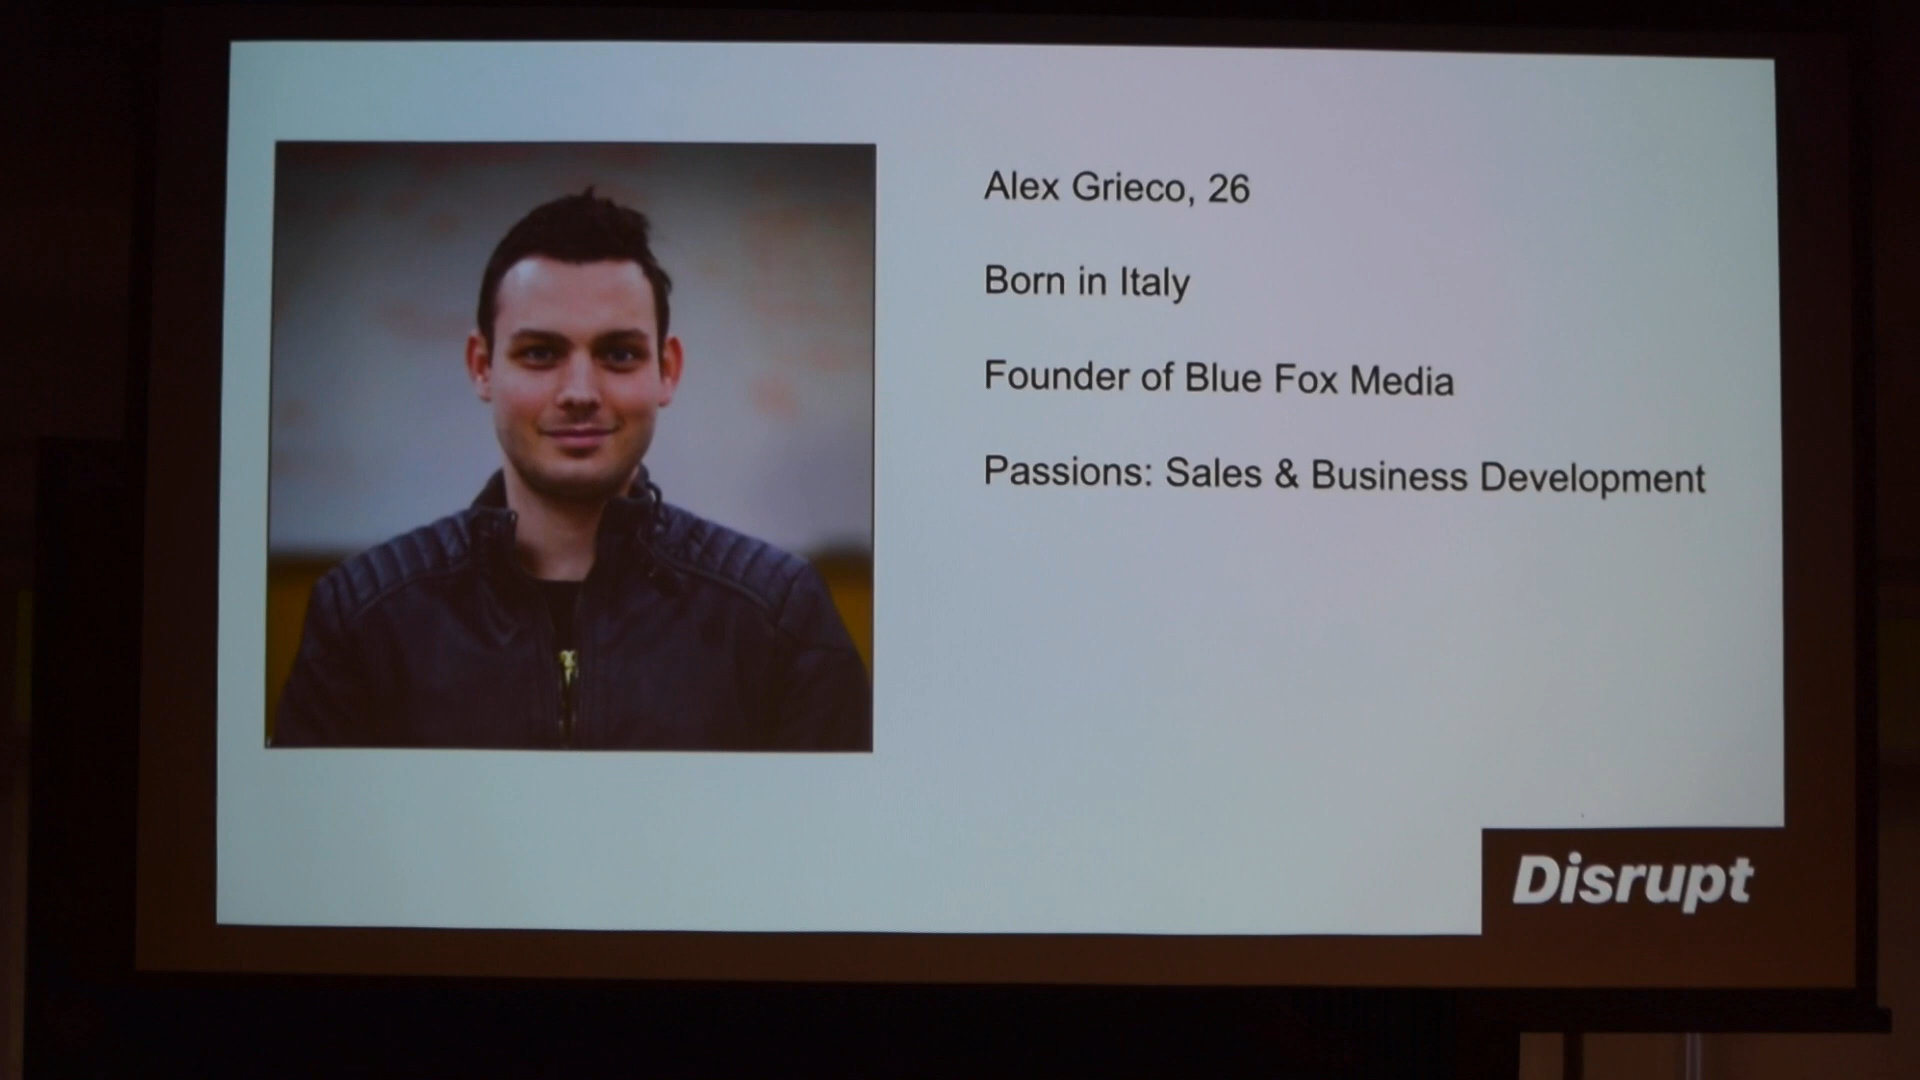 Alex Grieco, 26
Born in Italy
Founder of Blue Fox Media
Passions: Sales & Business Development
Disrupt